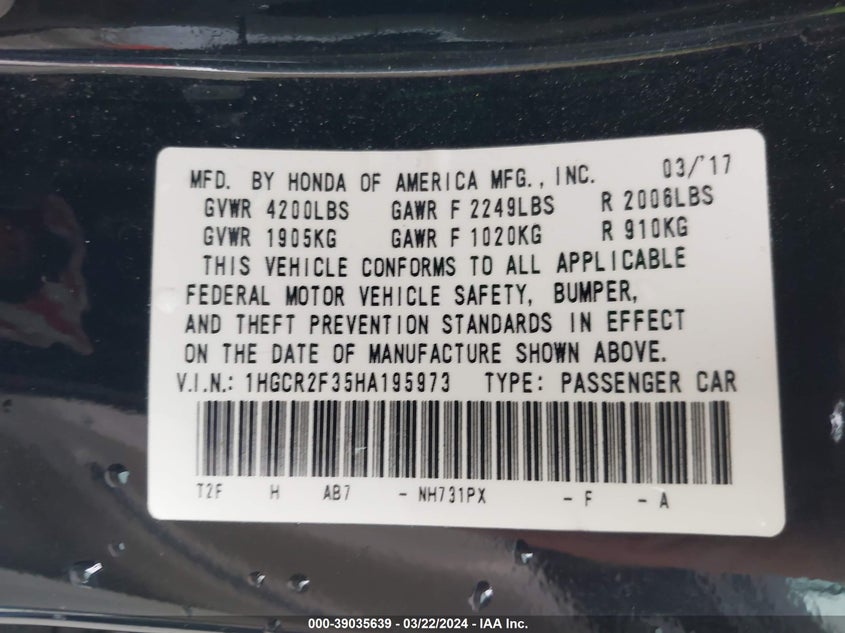 MFD. BY HONDA OF AMERICA MFG., INC. 03/'17
GVWR 4200LBS GAWR F 2249LBS R 2006LBS
GVWR 1905KG GAWR F 1020KG R 910KG
THIS VEHICLE CONFORMS TO ALL APPLICABLE
FEDERAL MOTOR VEHICLE SAFETY, BUMPER,
AND THEFT PREVENTION STANDARDS IN EFFECT
ON THE DATE OF MANUFACTURE SHOWN ABOVE.
V.I.N.: 1HGCR2F35HA195973 TYPE: PASSENGER CAR
T2F H AB7 - NH731PX - F - A
000-39035639 - 03/22/2024 - IAA Inc.